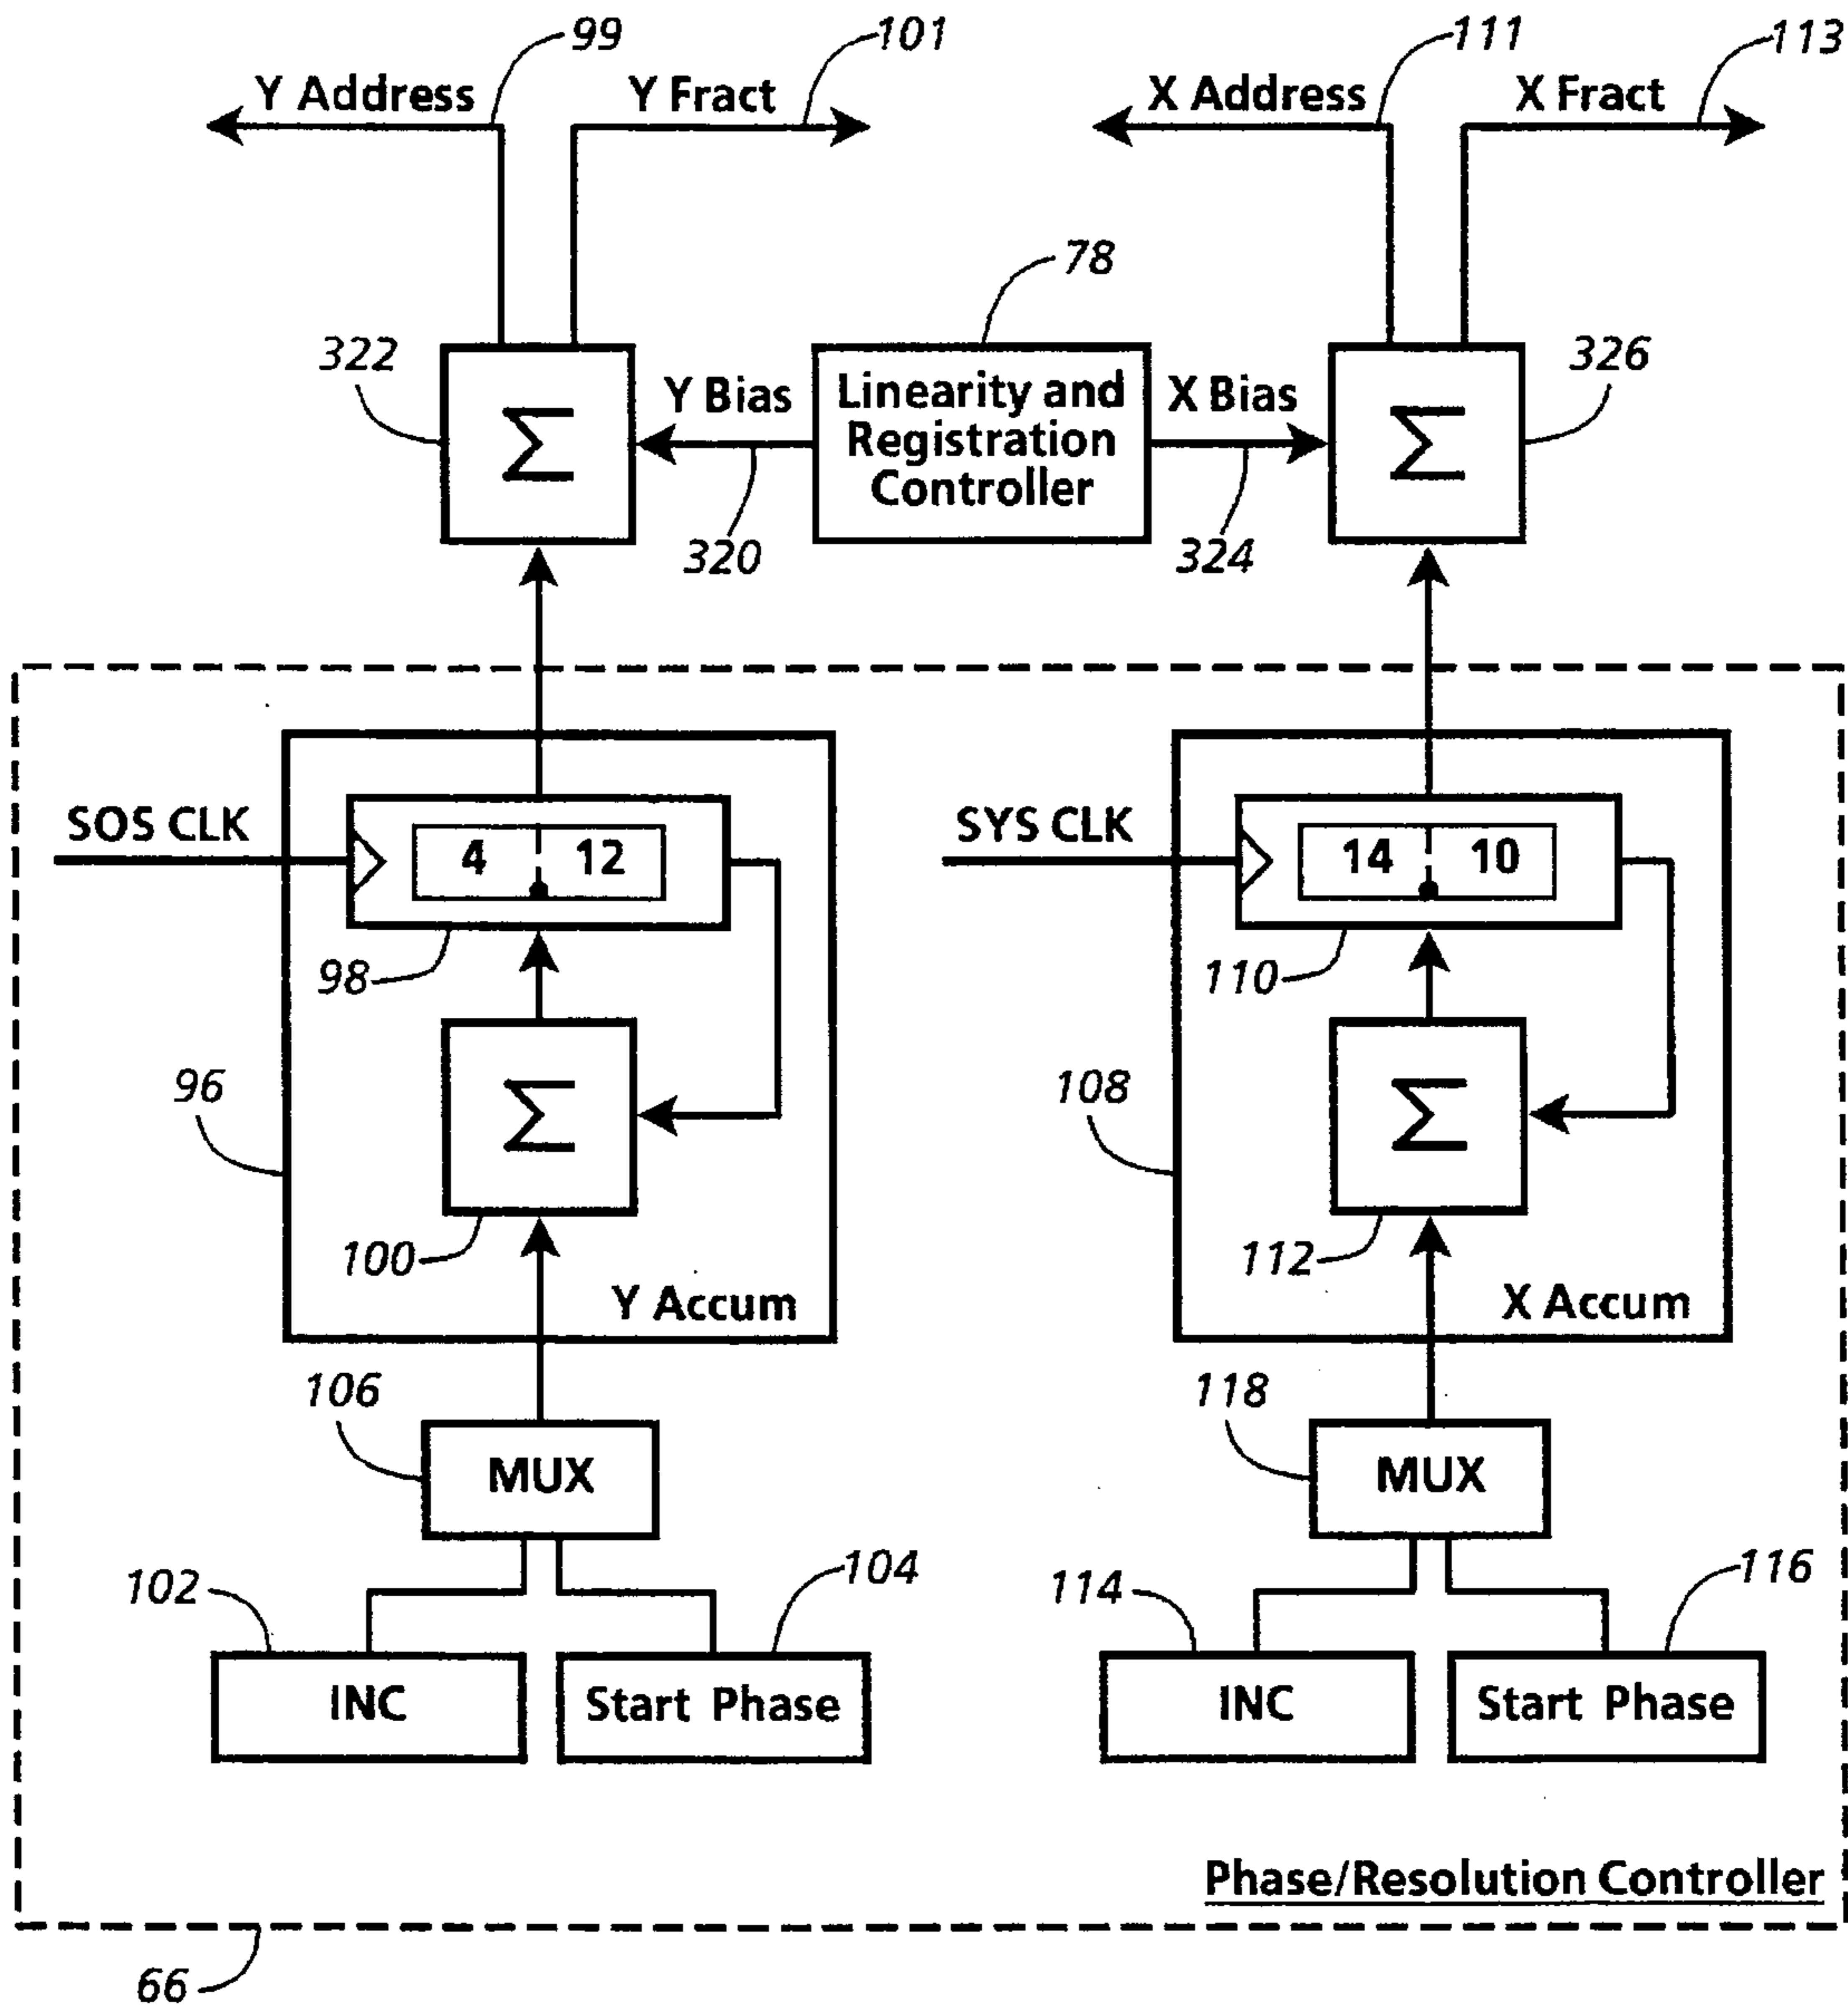 99
101
111
113
Y Address
Y Fract
X Address
X Fract
78
322
326
Y Bias
Linearity and
Registration
Controller
X Bias
Σ
Σ
320
324
SOS CLK
4
12
SYS CLK
14
10
98
110
96
Σ
108
Σ
100
112
Y Accum
X Accum
106
118
MUX
MUX
102
104
114
116
INC
Start Phase
INC
Start Phase
Phase/Resolution Controller
66